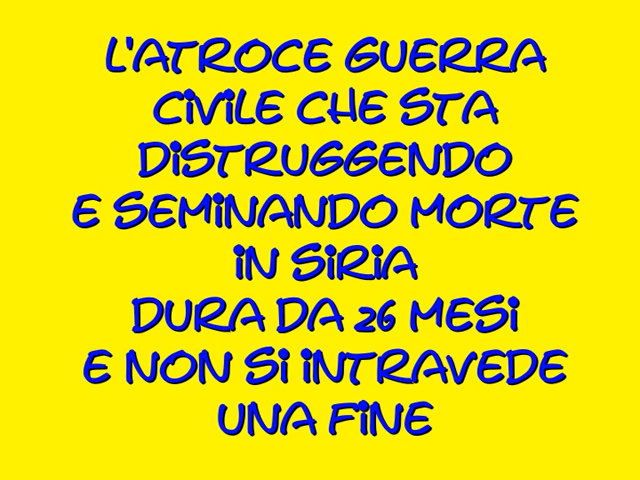 L'ATROCE GUERRA
CIVILE CHE STA
DISTRUGGENDO
E SEMINANDO MORTE
IN SIRIA
DURA DA 26 MESI
E NON SI INTRAVEDE
UNA FINE